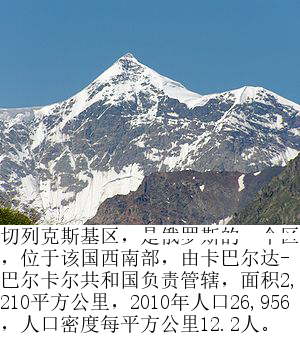 切列克斯基区，是俄罗斯的一个区
，位于该国西南部，由卡巴尔达-
巴尔卡尔共和国负责管辖，面积2,
210平方公里，2010年人口26,956
，人口密度每平方公里12.2人。